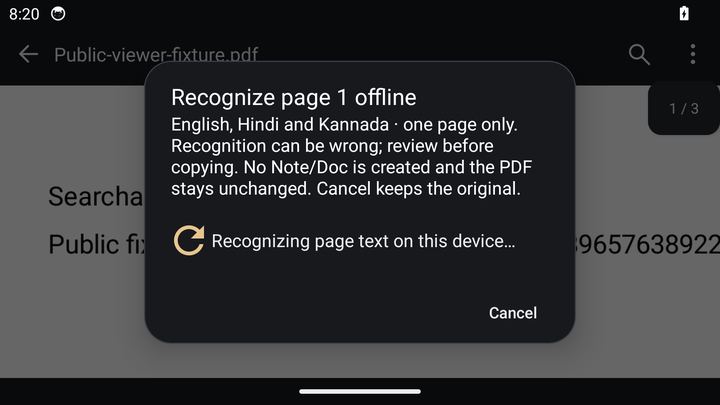 8:20
Public-viewer-fixture.pdf
1 / 3
Recognize page 1 offline
English, Hindi and Kannada · one page only.
Recognition can be wrong; review before
copying. No Note/Doc is created and the PDF
stays unchanged. Cancel keeps the original.
Searcha
Recognizing page text on this device...
Public fix
9657638922
Cancel